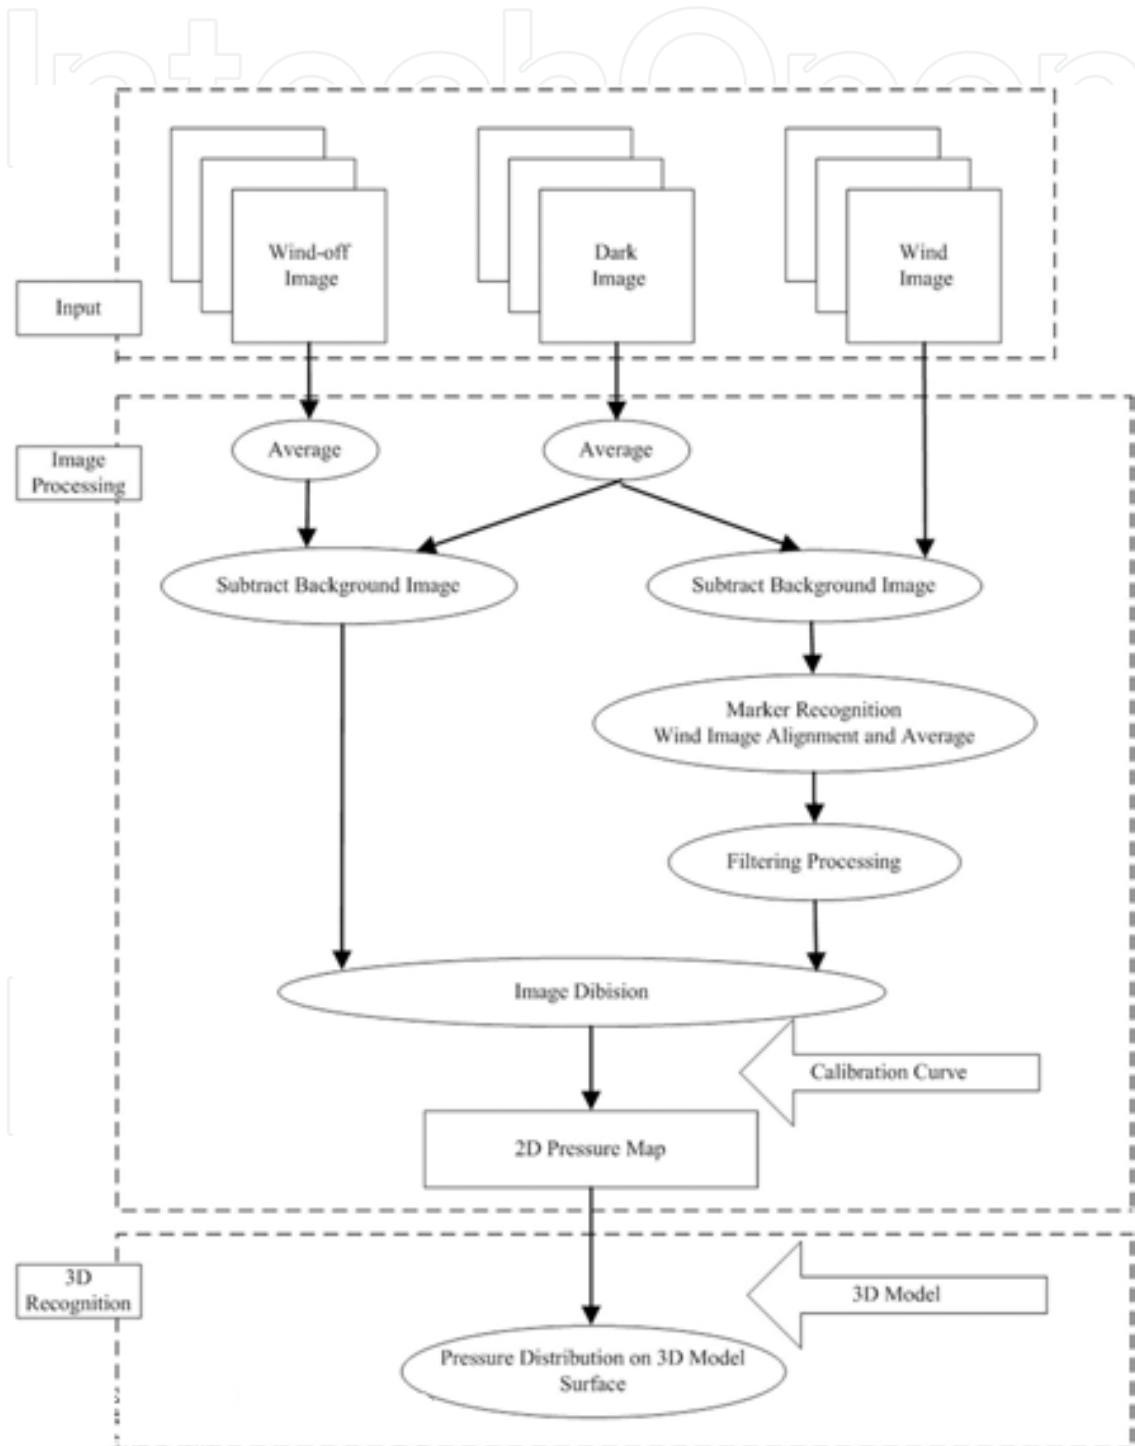 IntechOpen
Wind-off
Image
Dark
Image
Wind
Image
Input
Average
Average
Image
Processing
Subtract Background Image
Subtract Background Image
Marker Recognition
Wind Image Alignment and Average
Filtering Processing
Image Dibision
Calibration Curve
2D Pressure Map
3D
Recognition
3D Model
Pressure Distribution on 3D Model
Surface